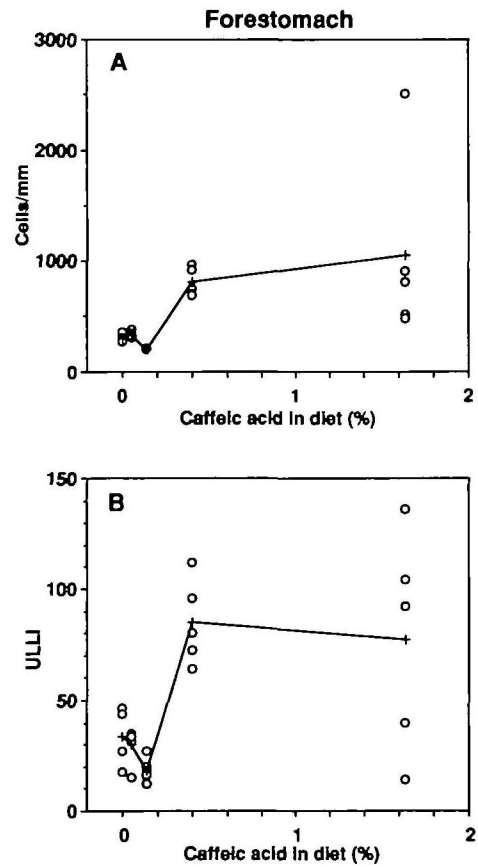 Forestomach
A
3000
2000
1000
0
Cells/mm
0 1 2
Caffeic acid in diet (%)
B
150
100
50
0
ULLI
0 1 2
Caffeic acid in diet (%)